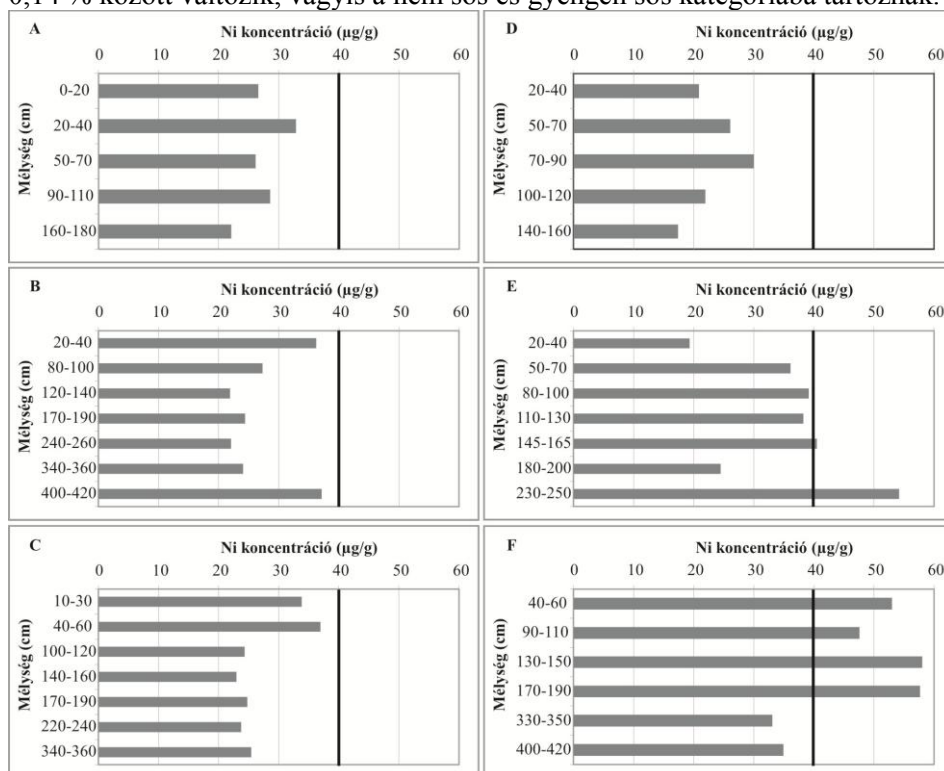 0,14 % között változik, vagyis a nem sós és gyengén sós kategóriába tartoznak.
A
Ni koncentráció (µg/g)
0 10 20 30 40 50 60
Mélység (cm)
0-20
20-40
50-70
90-110
160-180
D
Ni koncentráció (µg/g)
0 10 20 30 40 50 60
Mélység (cm)
20-40
50-70
70-90
100-120
140-160
B
Ni koncentráció (µg/g)
0 10 20 30 40 50 60
Mélység (cm)
20-40
80-100
120-140
170-190
240-260
340-360
400-420
E
Ni koncentráció (µg/g)
0 10 20 30 40 50 60
Mélység (cm)
20-40
50-70
80-100
110-130
145-165
180-200
230-250
C
Ni koncentráció (µg/g)
0 10 20 30 40 50 60
Mélység (cm)
10-30
40-60
100-120
140-160
170-190
220-240
340-360
F
Ni koncentráció (µg/g)
0 10 20 30 40 50 60
Mélység (cm)
40-60
90-110
130-150
170-190
330-350
400-420